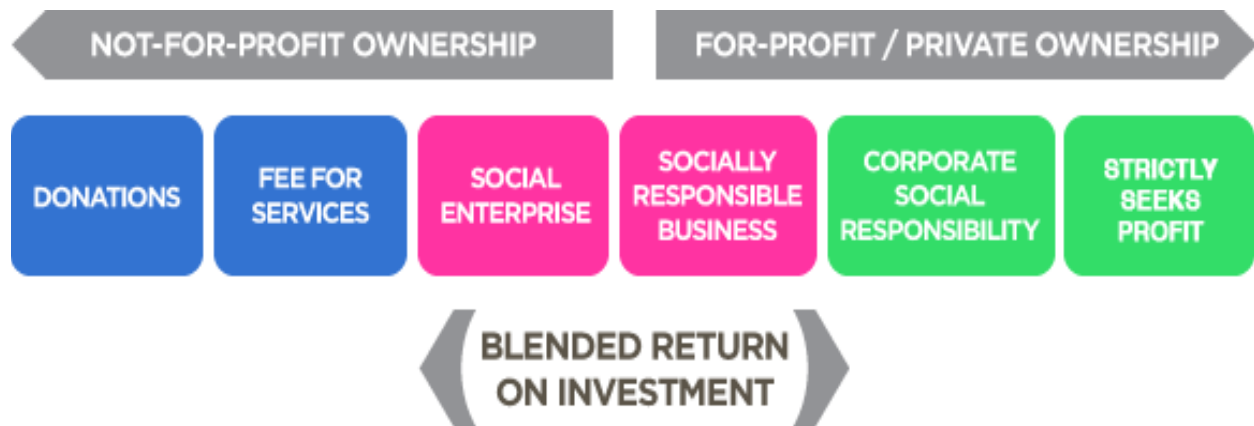 NOT-FOR-PROFIT OWNERSHIP
FOR-PROFIT / PRIVATE OWNERSHIP
DONATIONS
FEE FOR
SERVICES
SOCIAL
ENTERPRISE
SOCIALLY
RESPONSIBLE
BUSINESS
CORPORATE
SOCIAL
RESPONSIBILITY
STRICTLY
SEEKS
PROFIT
BLENDED RETURN
ON INVESTMENT